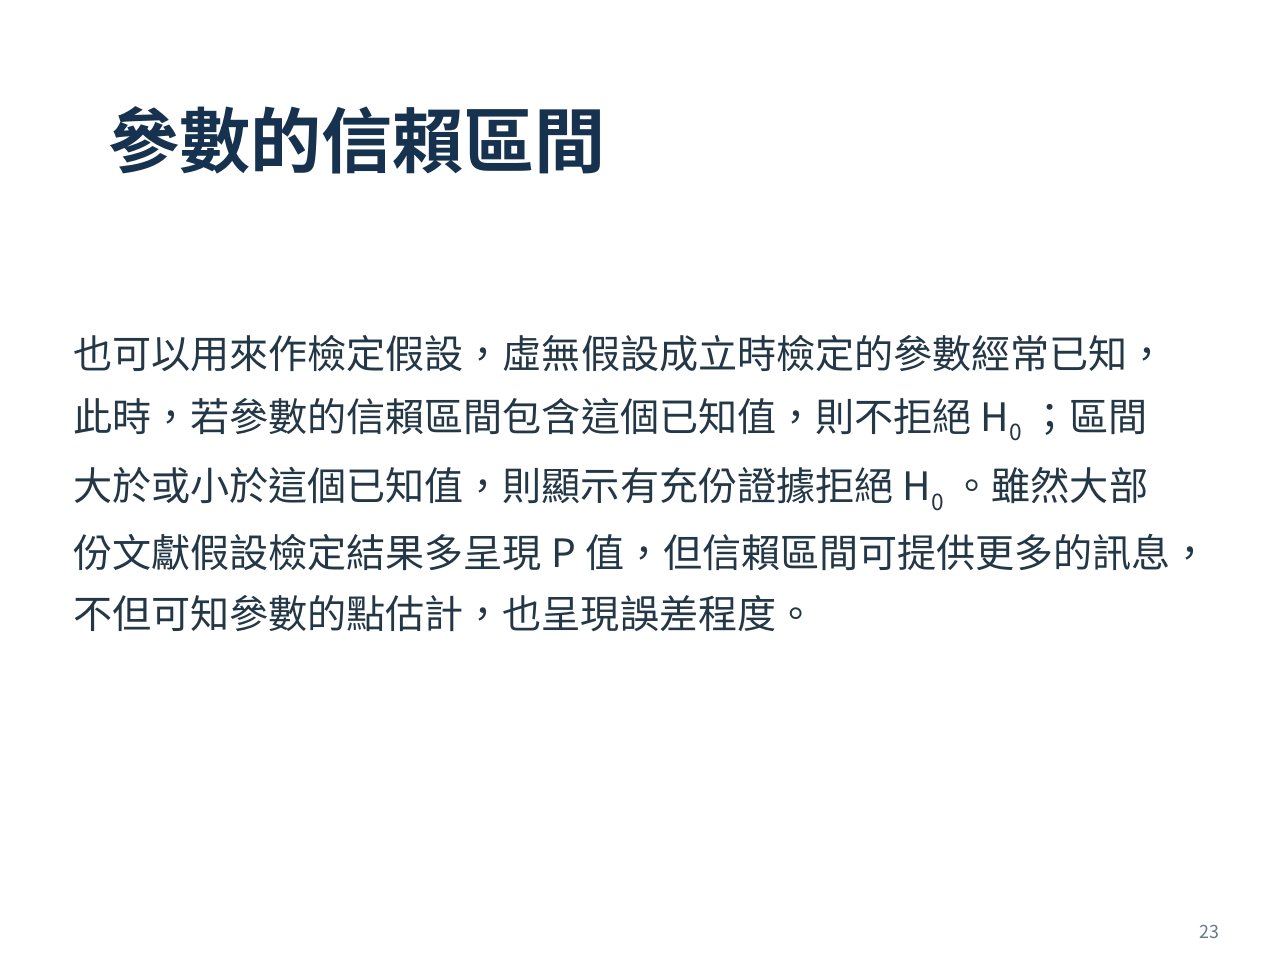 參數的信賴區間
也可以用來作檢定假設，虛無假設成立時檢定的參數經常已知，
此時，若參數的信賴區間包含這個已知值，則不拒絕 H0 ；區間
大於或小於這個已知值，則顯示有充份證據拒絕 H0 。雖然大部
份文獻假設檢定結果多呈現 P 值，但信賴區間可提供更多的訊息，
不但可知參數的點估計，也呈現誤差程度。
23